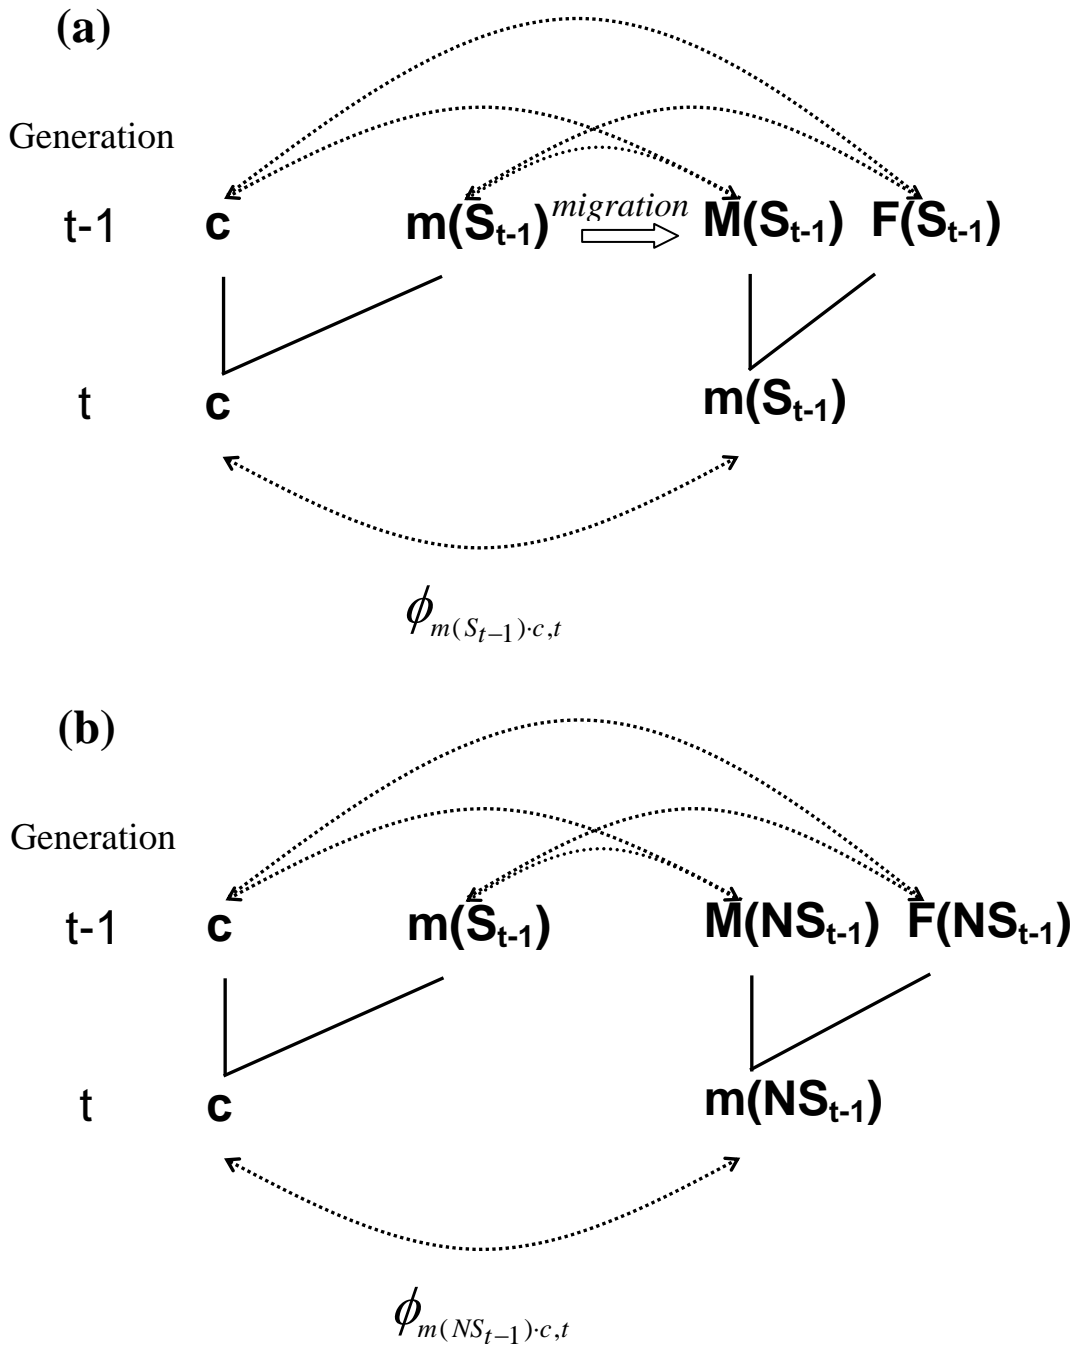 (a)
Generation
t-1 c m(S_{t-1}) migration M(S_{t-1}) F(S_{t-1})
t c m(S_{t-1})
ϕ_{m(S_{t−1})·c,t}
(b)
Generation
t-1 c m(S_{t-1}) M(NS_{t-1}) F(NS_{t-1})
t c m(NS_{t-1})
ϕ_{m(NS_{t−1})·c,t}